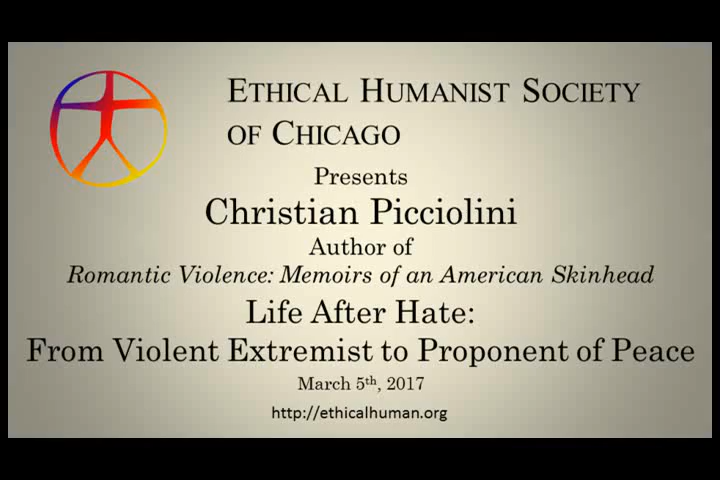 ETHICAL HUMANIST SOCIETY
OF CHICAGO
Presents
Christian Picciolini
Author of
Romantic Violence: Memoirs of an American Skinhead
Life After Hate:
From Violent Extremist to Proponent of Peace
March 5th, 2017
http://ethicalhuman.org